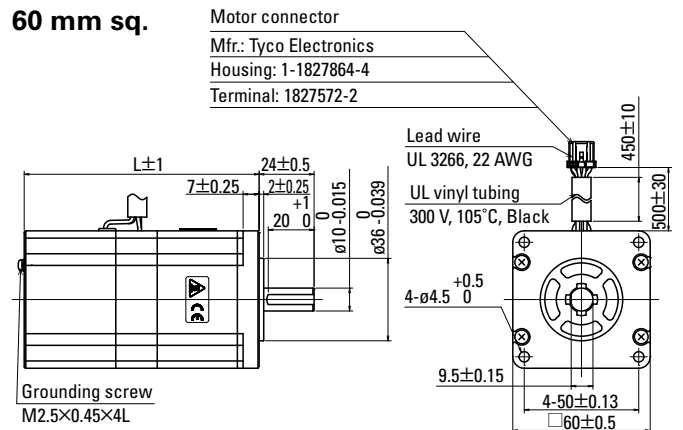 60 mm sq.
Motor connector
Mfr.: Tyco Electronics
Housing: 1-1827864-4
Terminal: 1827572-2
Lead wire
UL 3266, 22 AWG
UL vinyl tubing
300 V, 105˚C, Black
450±10
500±30
L±1
24±0.5
7±0.25
2±0.25
+1
20 0
0
ø10-0.015
0
ø36-0.039
+0.5
4-ø4.5 0
9.5±0.15
4-50±0.13
□60±0.5
CE
Grounding screw
M2.5×0.45×4L